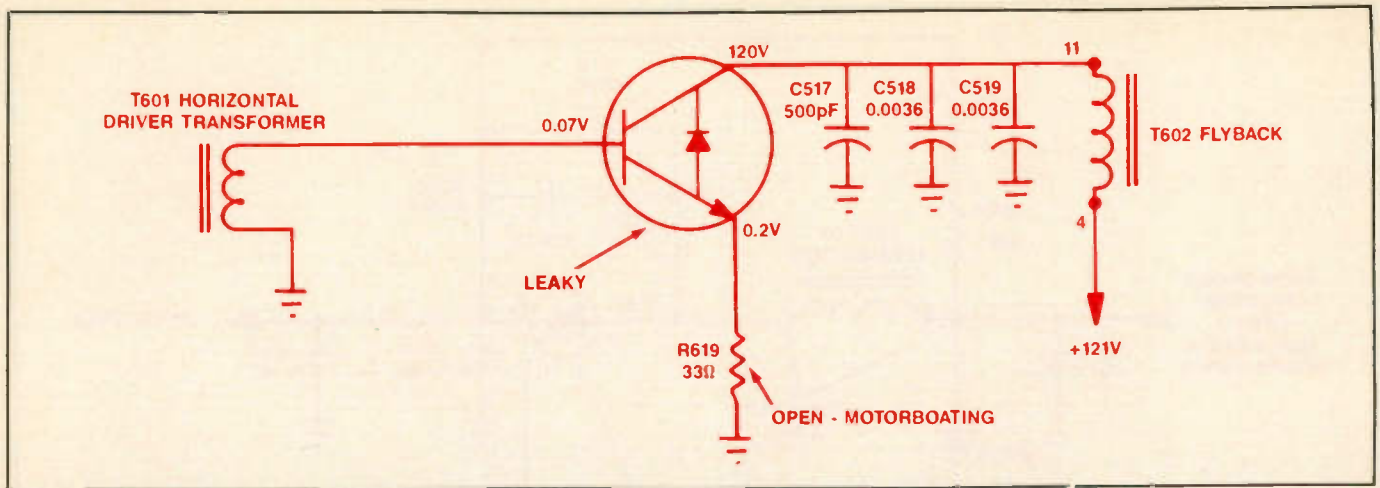 120V
11
T601 HORIZONTAL
DRIVER TRANSFORMER
0.07V
C517
500pF
C518
0.0036
C519
0.0036
T602 FLYBACK
4
0.2V
LEAKY
R619
33Ω
+121V
OPEN - MOTORBOATING